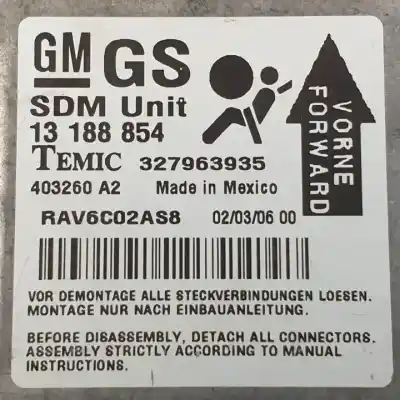 GM GS
SDM Unit
13 188 854
TEMIC 327963935
403260 A2 Made in Mexico
VORNE
FORWARD
RAV6C02AS8 02/03/06 00
VOR DEMONTAGE ALLE STECKVERBINDUNGEN LOESEN.
MONTAGE NUR NACH EINBAUANLEITUNG.
BEFORE DISASSEMBLY, DETACH ALL CONNECTORS.
ASSEMBLY STRICTLY ACCORDING TO MANUAL
INSTRUCTIONS.